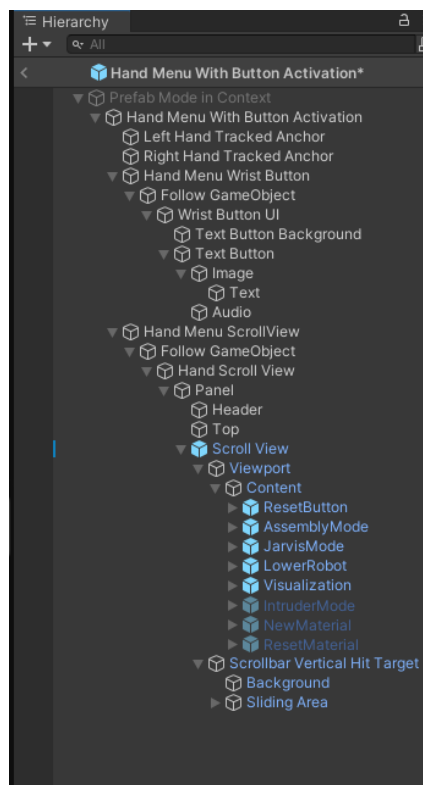 Hierarchy
All
Hand Menu With Button Activation*
Prefab Mode in Context
Hand Menu With Button Activation
Left Hand Tracked Anchor
Right Hand Tracked Anchor
Hand Menu Wrist Button
Follow GameObject
Wrist Button UI
Text Button Background
Text Button
Image
Text
Audio
Hand Menu ScrollView
Follow GameObject
Hand Scroll View
Panel
Header
Top
Scroll View
Viewport
Content
ResetButton
AssemblyMode
JarvisMode
LowerRobot
Visualization
IntruderMode
NewMaterial
ResetMaterial
Scrollbar Vertical Hit Target
Background
Sliding Area